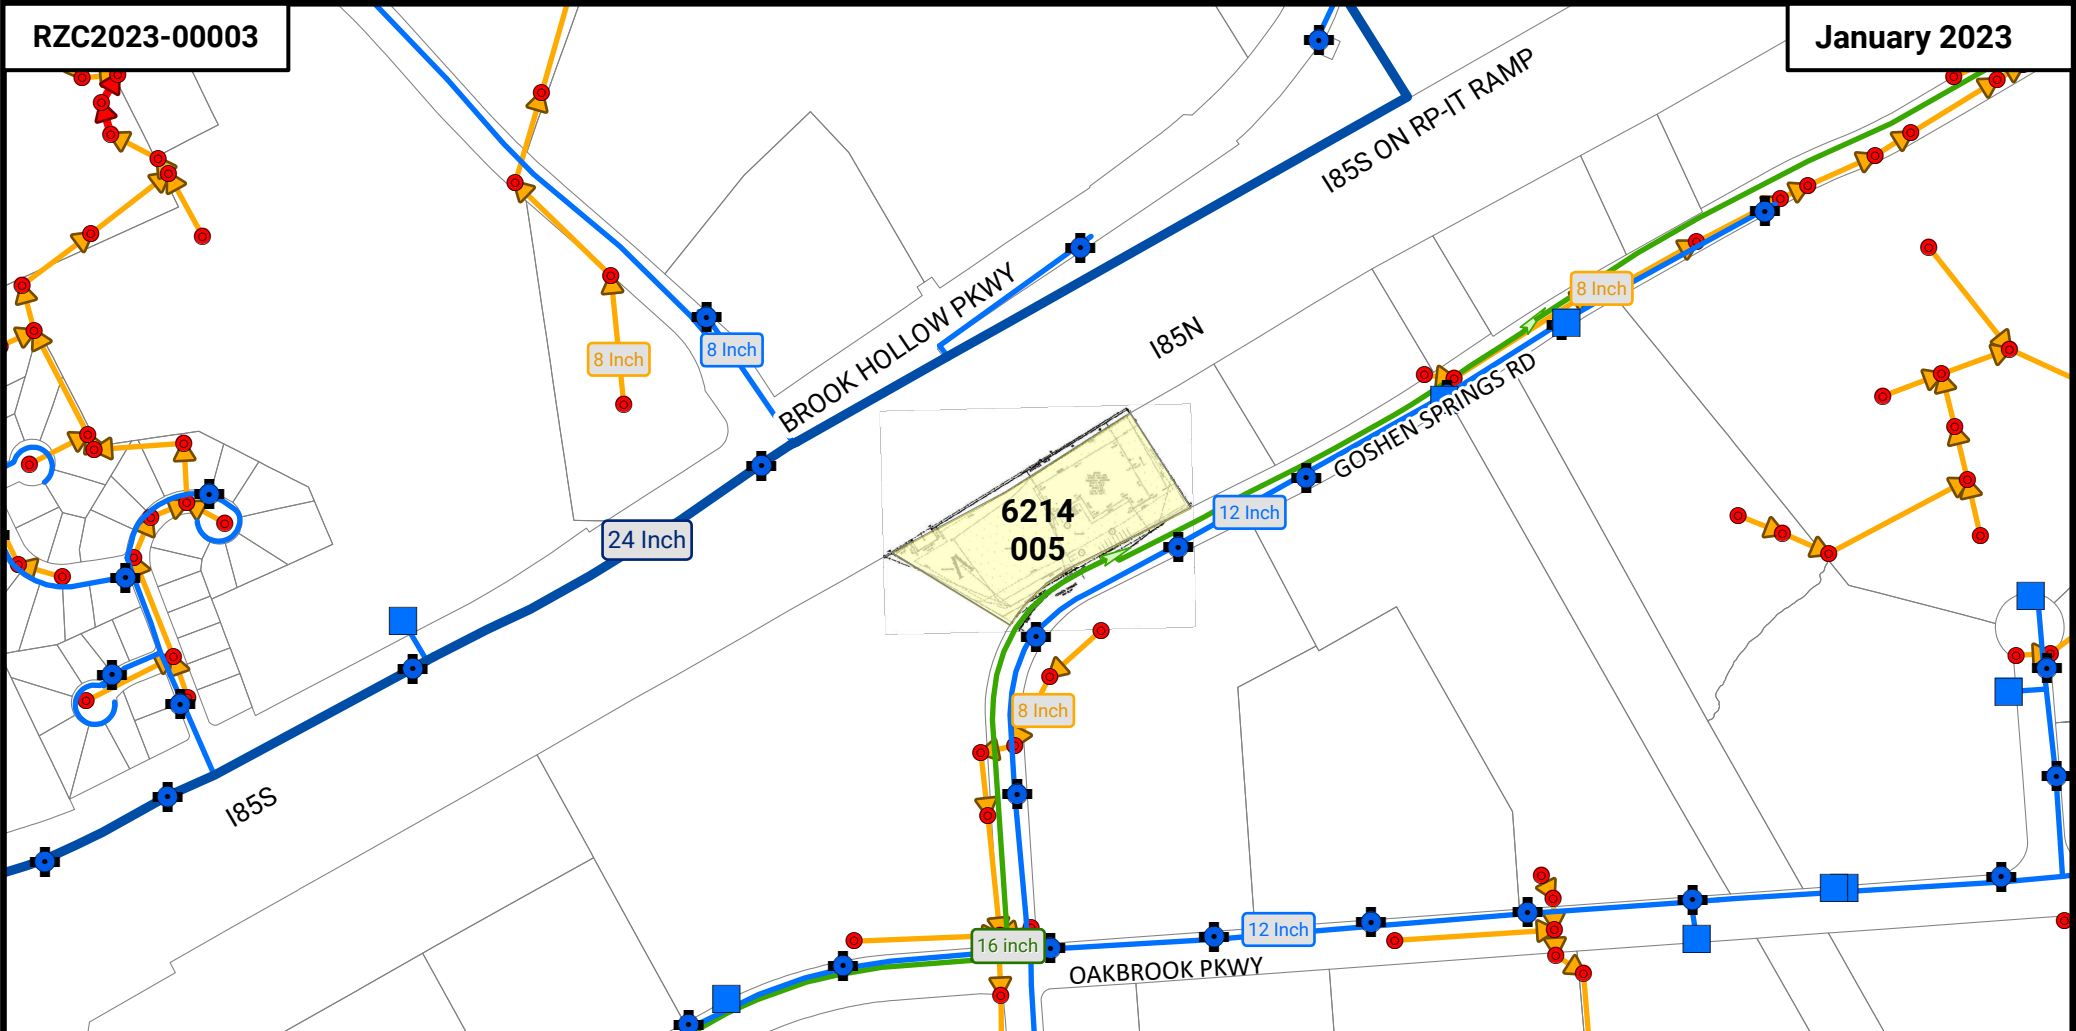 RZC2023-00003
January 2023
I85S ON RP-IT RAMP
BROOK HOLLOW PKWY
I85N
8 Inch
8 Inch
8 Inch
GOSHEN SPRINGS RD
6214
005
12 Inch
24 Inch
8 Inch
I85S
12 Inch
16 inch
OAKBROOK PKWY